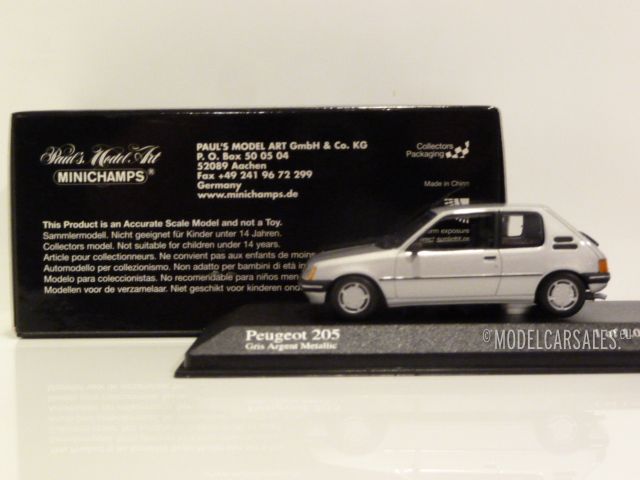 Paul's Model Art
MINICHAMPS®
PAUL'S MODEL ART GmbH & Co. KG
P. O. Box 50 05 04
52089 Aachen
Fax +49 241 96 72 299
Germany
www.minichamps.de
Collectors
Packaging
Made in China
This Product is an Accurate Scale Model and not a Toy.
Sammlermodell. Nicht geeignet für Kinder unter 14 Jahren.
Collectors model. Not suitable for children under 14 years.
Article pour collectionneurs. Ne convient pas aux enfants de moins
Automodello per collezionismo. Non adatto per bambini di età in
Modelo para coleccionistas. No recomendable para niños men
Modellen voor de verzamelaar. Niet geschikt voor kinderen onde
exposure
Peugeot 205
Gris Argent Metallic
©MODELCARSALES.EU